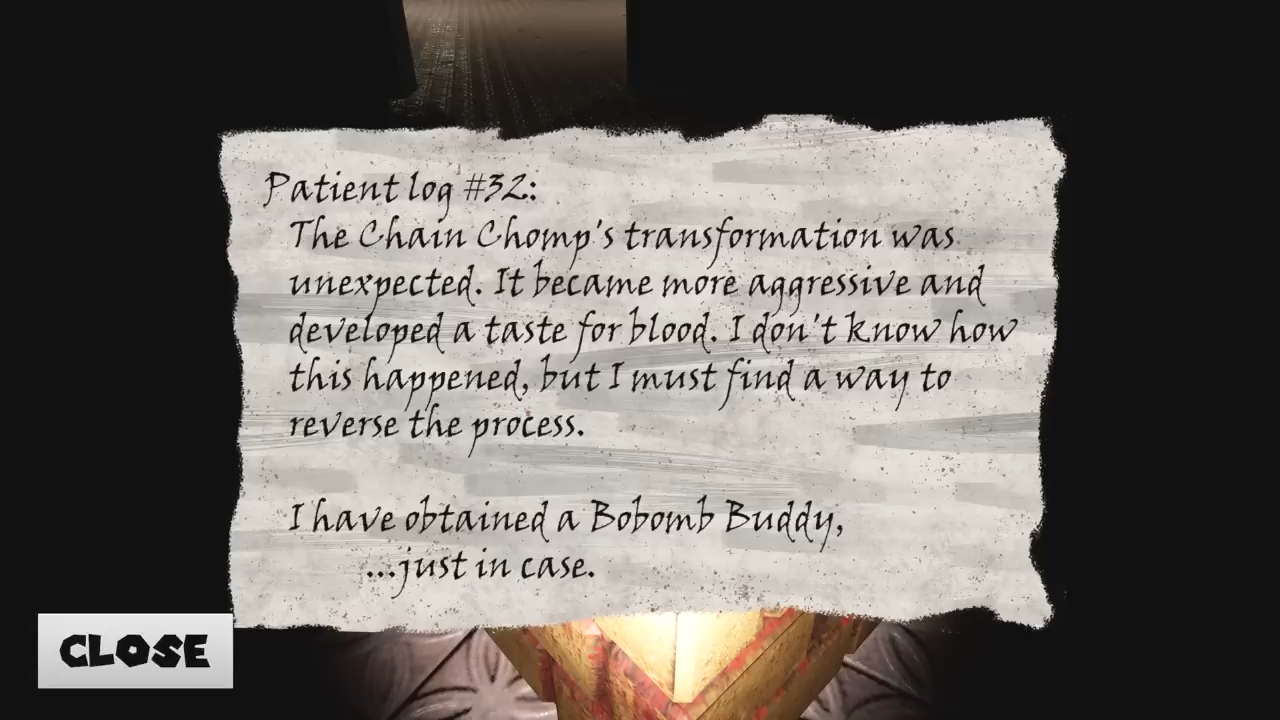 Patient log #32:
The Chain Chomp's transformation was
unexpected. It became more aggressive and
developed a taste for blood. I don't know how
this happened, but I must find a way to
reverse the process.
I have obtained a Bobomb Buddy,
...just in case.
CLOSE